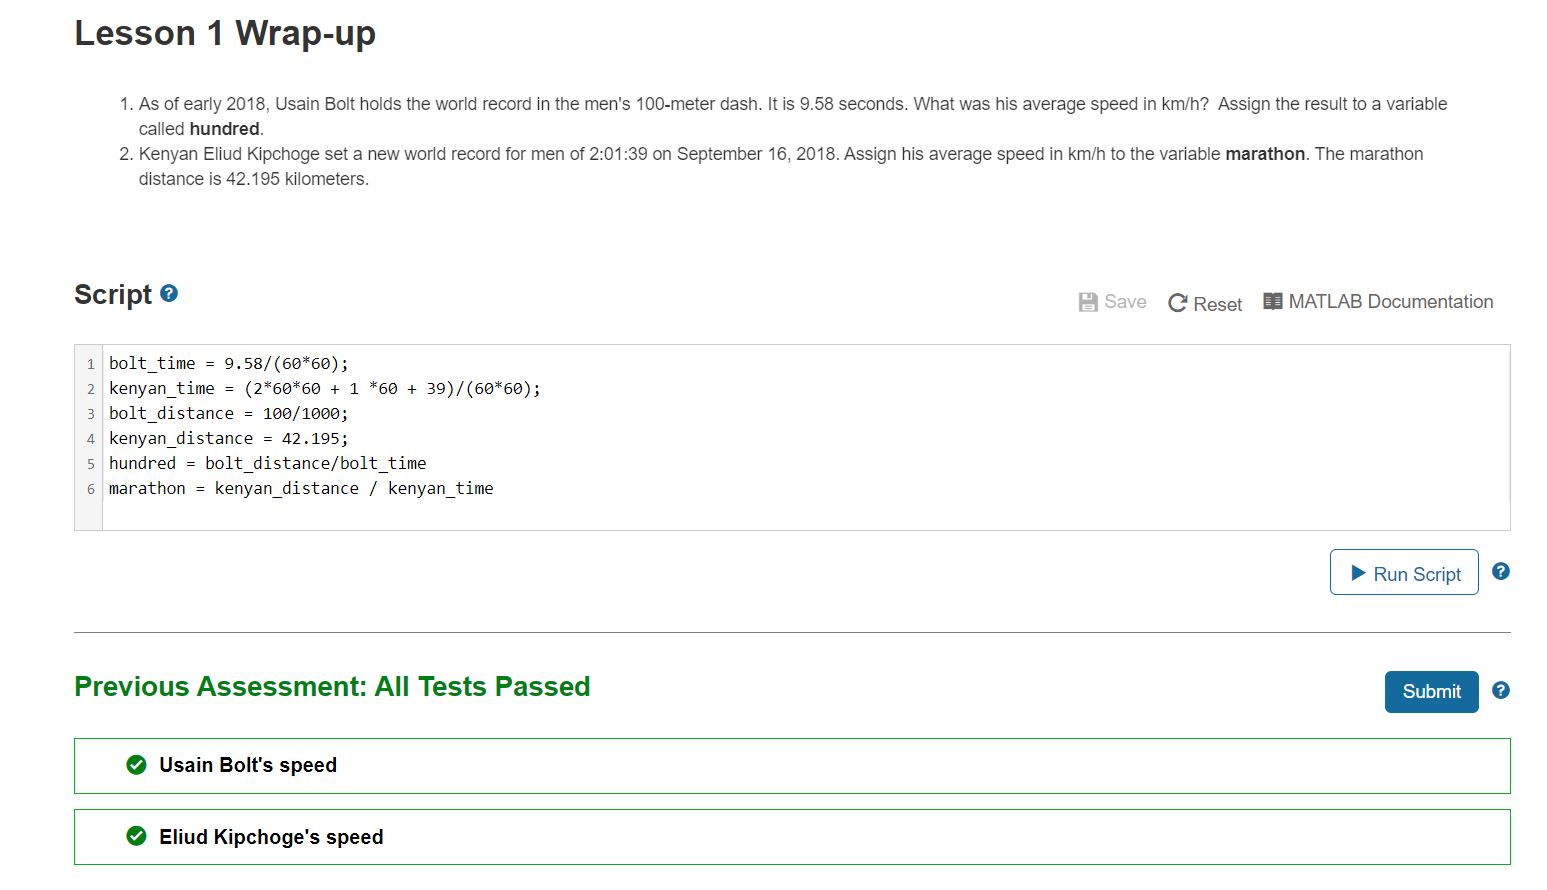 Lesson 1 Wrap-up
1. As of early 2018, Usain Bolt holds the world record in the men's 100-meter dash. It is 9.58 seconds. What was his average speed in km/h?  Assign the result to a variable
called hundred.
2. Kenyan Eliud Kipchoge set a new world record for men of 2:01:39 on September 16, 2018. Assign his average speed in km/h to the variable marathon. The marathon
distance is 42.195 kilometers.
Script ?
Save Reset MATLAB Documentation
1 bolt_time = 9.58/(60*60);
2 kenyan_time = (2*60*60 + 1 *60 + 39)/(60*60);
3 bolt_distance = 100/1000;
4 kenyan_distance = 42.195;
5 hundred = bolt_distance/bolt_time
6 marathon = kenyan_distance / kenyan_time
Run Script ?
Previous Assessment: All Tests Passed
Submit ?
Usain Bolt's speed
Eliud Kipchoge's speed